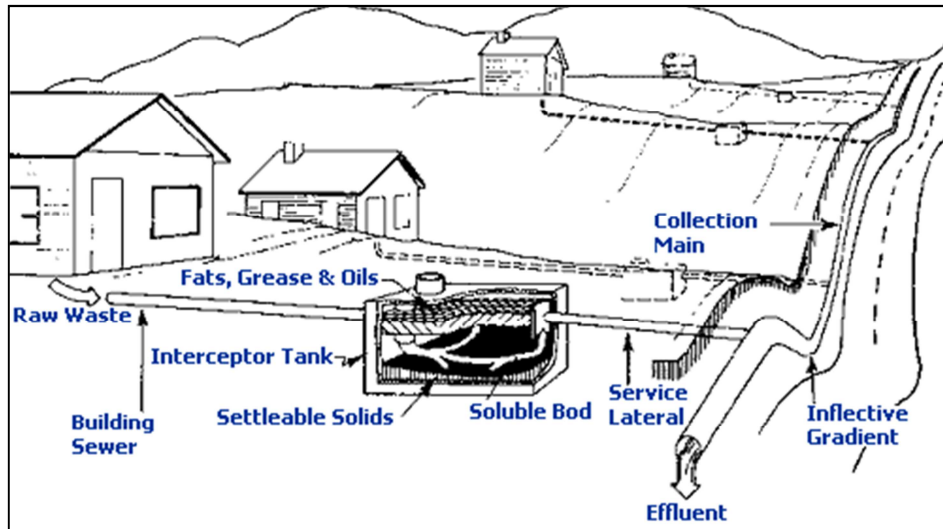 Collection
Main
Fats, Grease & Oils
Raw Waste
Interceptor Tank
Settleable Solids
Soluble Bod
Service
Lateral
Building
Sewer
Inflective
Gradient
Effluent